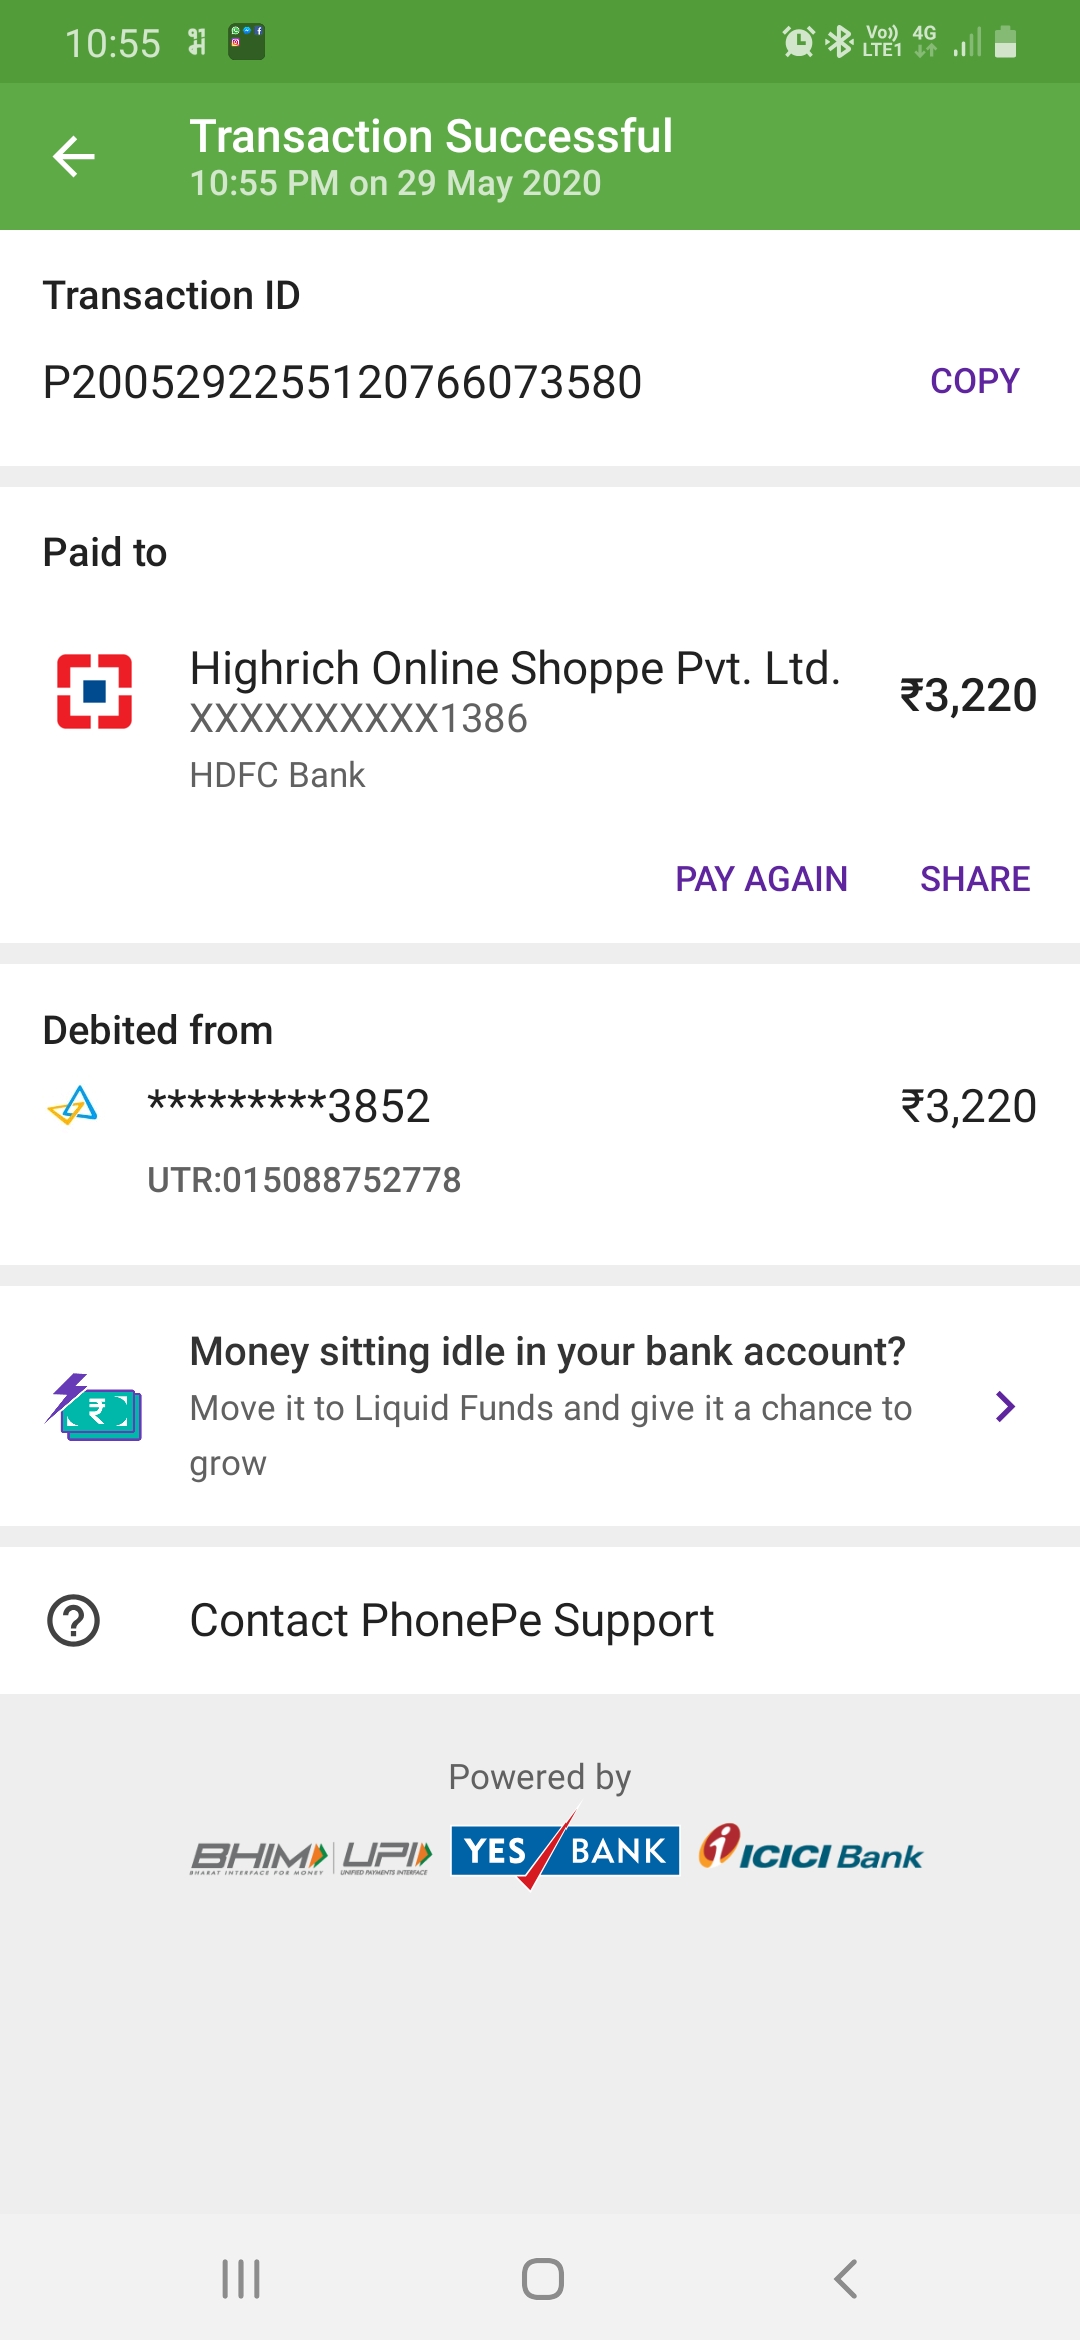 10:55
Vo)) 4G
LTE1
Transaction Successful
10:55 PM on 29 May 2020
Transaction ID
P2005292255120766073580
COPY
Paid to
Highrich Online Shoppe Pvt. Ltd.
₹3,220
XXXXXXXXXX1386
HDFC Bank
PAY AGAIN SHARE
Debited from
*********3852
₹3,220
UTR:015088752778
Money sitting idle in your bank account?
Move it to Liquid Funds and give it a chance to
grow
Contact PhonePe Support
Powered by
BHIM UPI YES BANK ICICI Bank
BHARAT INTERFACE FOR MONEY UNIFIED PAYMENTS INTERFACE